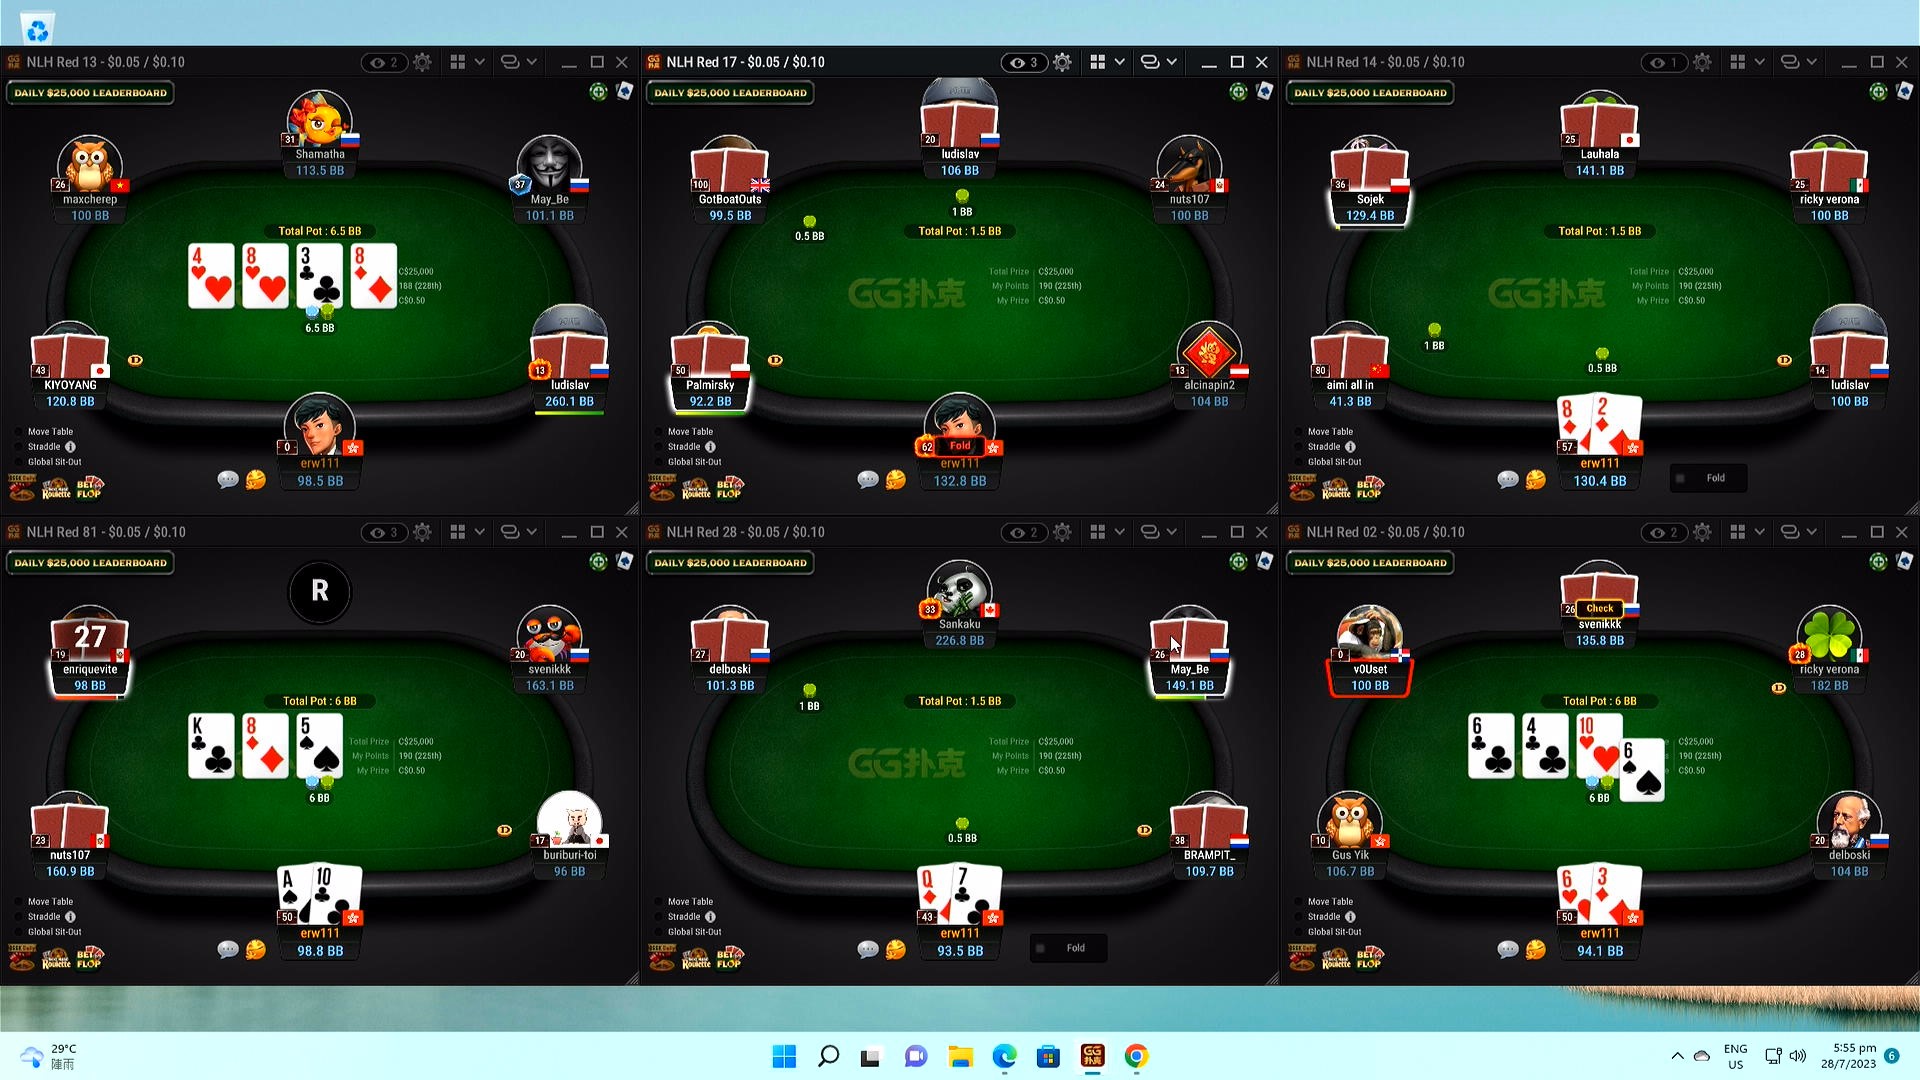 NLH Red 13 - $0.05 / $0.10
2
DAILY $25,000 LEADERBOARD
31
Shamatha
113.5 BB
26
maxcherep
100 BB
37
May_Be
101.1 BB
Total Pot : 6.5 BB
4
8
3
8
C$25,000
188 (228th)
C$0.50
6.5 BB
43
KIYOYANG
120.8 BB
D
13
ludislav
260.1 BB
0
erw111
98.5 BB
Move Table
Straddle
Global Sit-Out
Roulette
BET FLOP
NLH Red 17 - $0.05 / $0.10
3
DAILY $25,000 LEADERBOARD
20
ludislav
106 BB
1 BB
100
GotBoatOuts
99.5 BB
0.5 BB
24
nuts107
100 BB
Total Pot : 1.5 BB
GG扑克
Total Prize C$25,000
My Points 190 (225th)
My Prize C$0.50
50
Palmirsky
92.2 BB
D
13
alcinapin2
104 BB
62
Fold
erw111
132.8 BB
Move Table
Straddle
Global Sit-Out
Roulette
BET FLOP
NLH Red 14 - $0.05 / $0.10
1
DAILY $25,000 LEADERBOARD
25
Lauhala
141.1 BB
36
Sojek
129.4 BB
25
ricky verona
100 BB
Total Pot : 1.5 BB
GG扑克
Total Prize C$25,000
My Points 190 (225th)
My Prize C$0.50
1 BB
0.5 BB
80
aimi all in
41.3 BB
D
14
ludislav
100 BB
8
2
57
erw111
130.4 BB
Fold
Move Table
Straddle
Global Sit-Out
Roulette
BET FLOP
NLH Red 81 - $0.05 / $0.10
3
DAILY $25,000 LEADERBOARD
R
27
19
enriquevite
98 BB
20
svenikkk
163.1 BB
Total Pot : 6 BB
K
8
5
Total Prize C$25,000
My Points 190 (225th)
My Prize C$0.50
6 BB
23
nuts107
160.9 BB
D
17
buriburi-toi
96 BB
A
10
50
erw111
98.8 BB
Move Table
Straddle
Global Sit-Out
Roulette
BET FLOP
NLH Red 28 - $0.05 / $0.10
2
DAILY $25,000 LEADERBOARD
33
Sankaku
226.8 BB
27
delboski
101.3 BB
1 BB
26
May_Be
149.1 BB
Total Pot : 1.5 BB
GG扑克
Total Prize C$25,000
My Points 190 (225th)
My Prize C$0.50
0.5 BB
D
38
BRAMPIT_
109.7 BB
Q
7
43
erw111
93.5 BB
Fold
Move Table
Straddle
Global Sit-Out
Roulette
BET FLOP
NLH Red 02 - $0.05 / $0.10
2
DAILY $25,000 LEADERBOARD
26
Check
svenikkk
135.8 BB
0
v0Uset
100 BB
28
ricky verona
182 BB
D
Total Pot : 6 BB
6
4
10
6
C$25,000
190 (225th)
C$0.50
6 BB
10
Gus Yik
106.7 BB
20
delboski
104 BB
6
3
50
erw111
94.1 BB
Move Table
Straddle
Global Sit-Out
Roulette
BET FLOP
29°C
陣雨
GG扑克
ENG
US
5:55 pm
28/7/2023
6